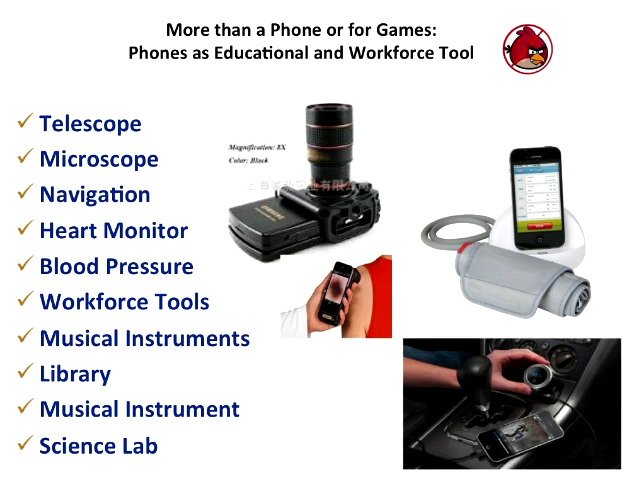 More than a Phone or for Games:
Phones as Educational and Workforce Tool
✓ Telescope
✓ Microscope
✓ Navigation
✓ Heart Monitor
✓ Blood Pressure
✓ Workforce Tools
✓ Musical Instruments
✓ Library
✓ Musical Instrument
✓ Science Lab
Magnification: 8X
Color: Black
SAMSUNG